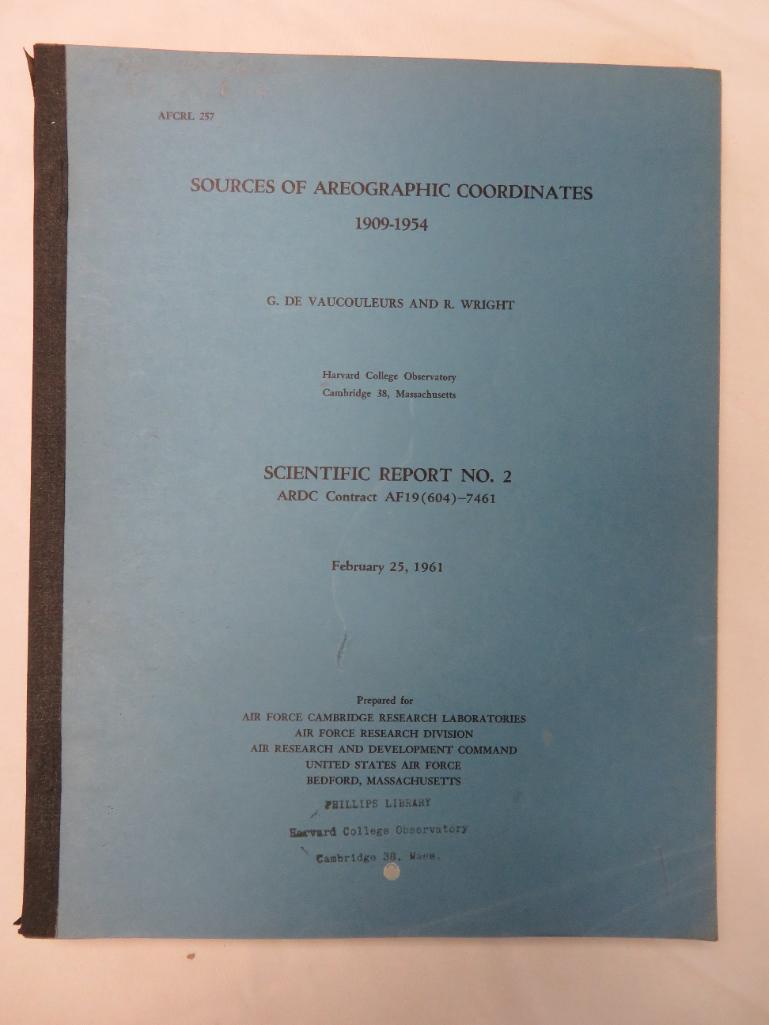 AFCRL 257
SOURCES OF AREOGRAPHIC COORDINATES
1909-1954
G. DE VAUCOULEURS AND R. WRIGHT
Harvard College Observatory
Cambridge 38, Massachusetts
SCIENTIFIC REPORT NO. 2
ARDC Contract AF19(604)-7461
February 25, 1961
Prepared for
AIR FORCE CAMBRIDGE RESEARCH LABORATORIES
AIR FORCE RESEARCH DIVISION
AIR RESEARCH AND DEVELOPMENT COMMAND
UNITED STATES AIR FORCE
BEDFORD, MASSACHUSETTS
PHILLIPS LIBRARY
Harvard College Observatory
Cambridge 38. Mass.